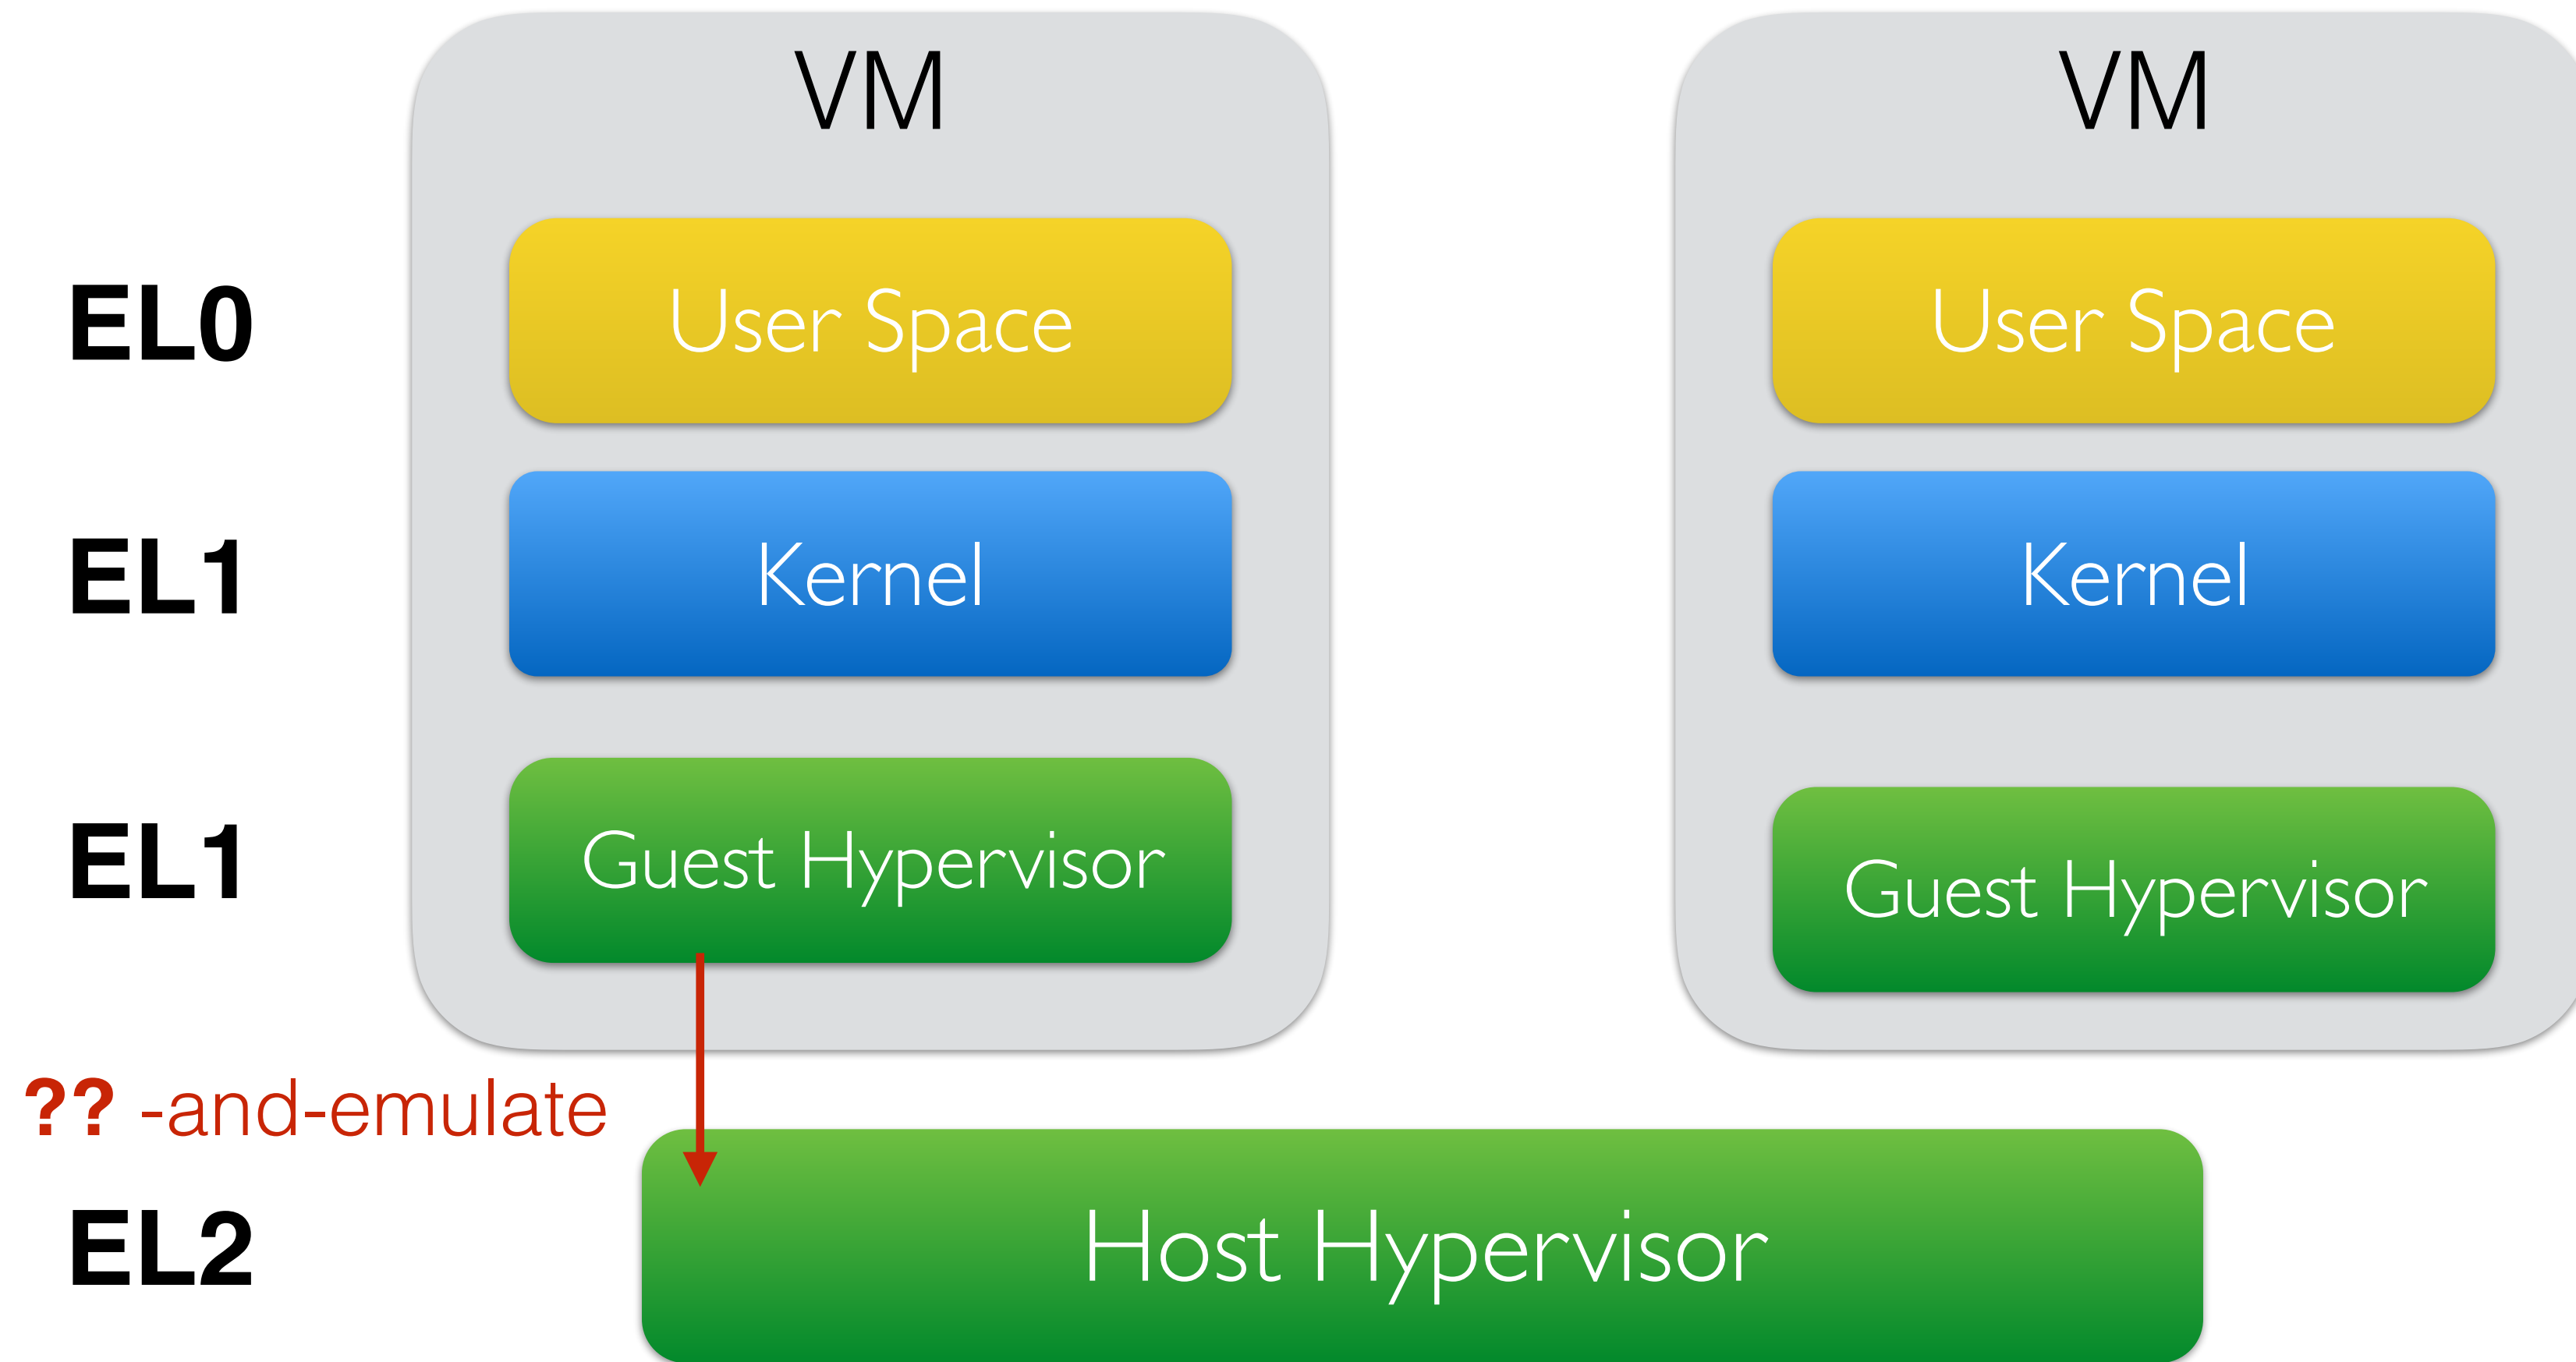 VM
VM
EL0
User Space
User Space
EL1
Kernel
Kernel
EL1
Guest Hypervisor
Guest Hypervisor
?? -and-emulate
EL2
Host Hypervisor